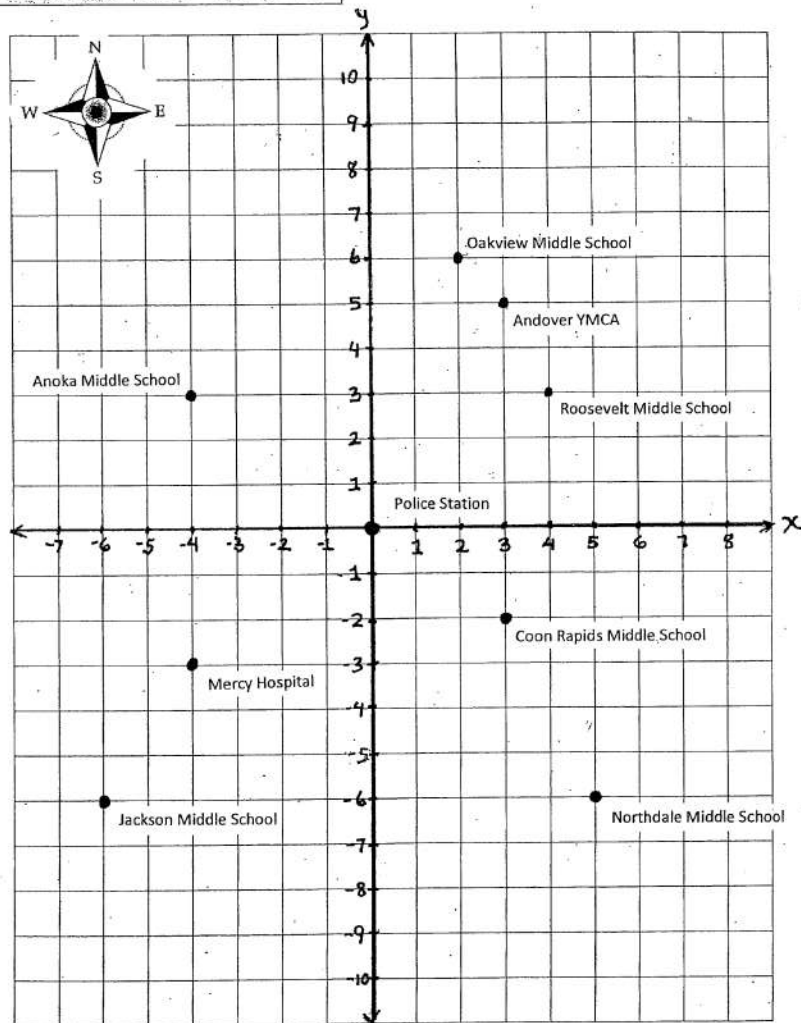 y
N
W E
S
10
9
8
7
Oakview Middle School
6
5
Andover YMCA
4
Anoka Middle School
3
Roosevelt Middle School
2
1
Police Station
x
-7 -6 -5 -4 -3 -2 -1 1 2 3 4 5 6 7 8
-1
-2
Coon Rapids Middle School
-3
Mercy Hospital
-4
-5
-6
Jackson Middle School
Northdale Middle School
-7
-8
-9
-10